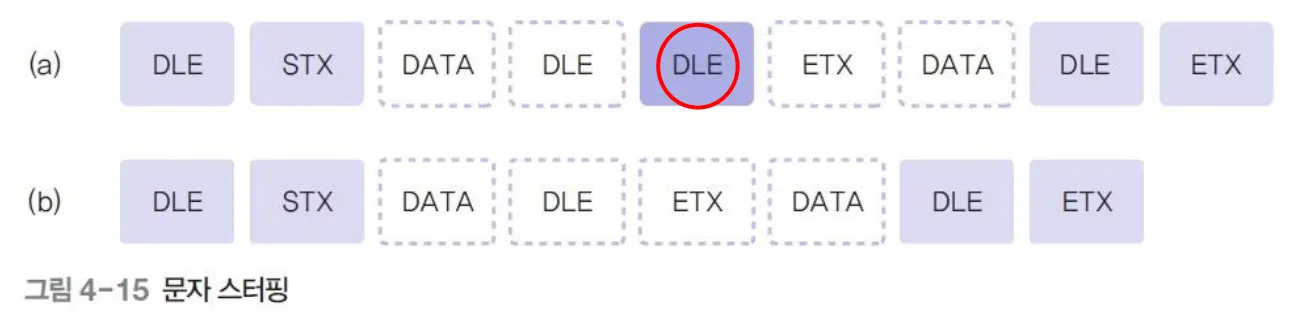 (a) DLE STX DATA DLE DLE ETX DATA DLE ETX
(b) DLE STX DATA DLE ETX DATA DLE ETX
그림 4-15 문자 스터핑